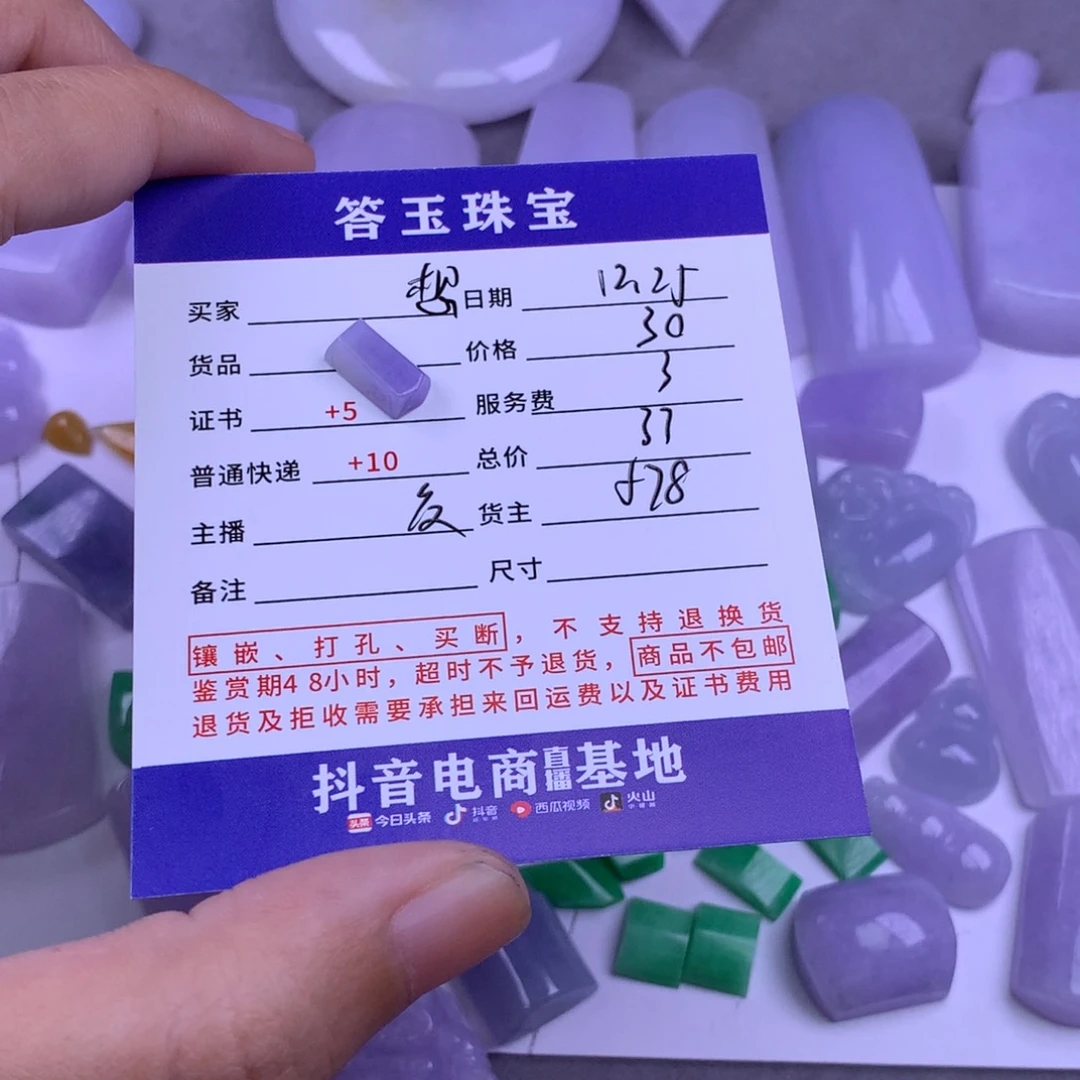 答玉珠宝
买家 想 日期 12.25
货品 价格 30
证书 +5 服务费 3
普通快递 +10 总价 37
主播 友 货主 578
备注 尺寸
镶嵌、打孔、买断，不支持退换货
鉴赏期48小时，超时不予退货，商品不包邮
退货及拒收需要承担来回运费以及证书费用
抖音电商直播基地
头条 今日头条 抖音 西瓜视频 火山